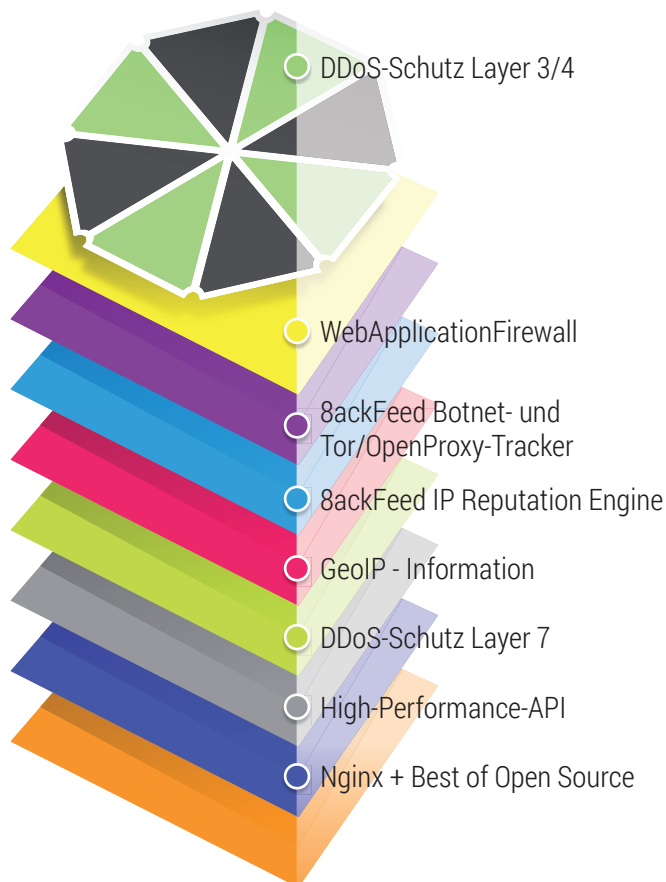 DDoS-Schutz Layer 3/4
WebApplicationFirewall
8ackFeed Botnet- und
Tor/OpenProxy-Tracker
8ackFeed IP Reputation Engine
GeoIP - Information
DDoS-Schutz Layer 7
High-Performance-API
Nginx + Best of Open Source